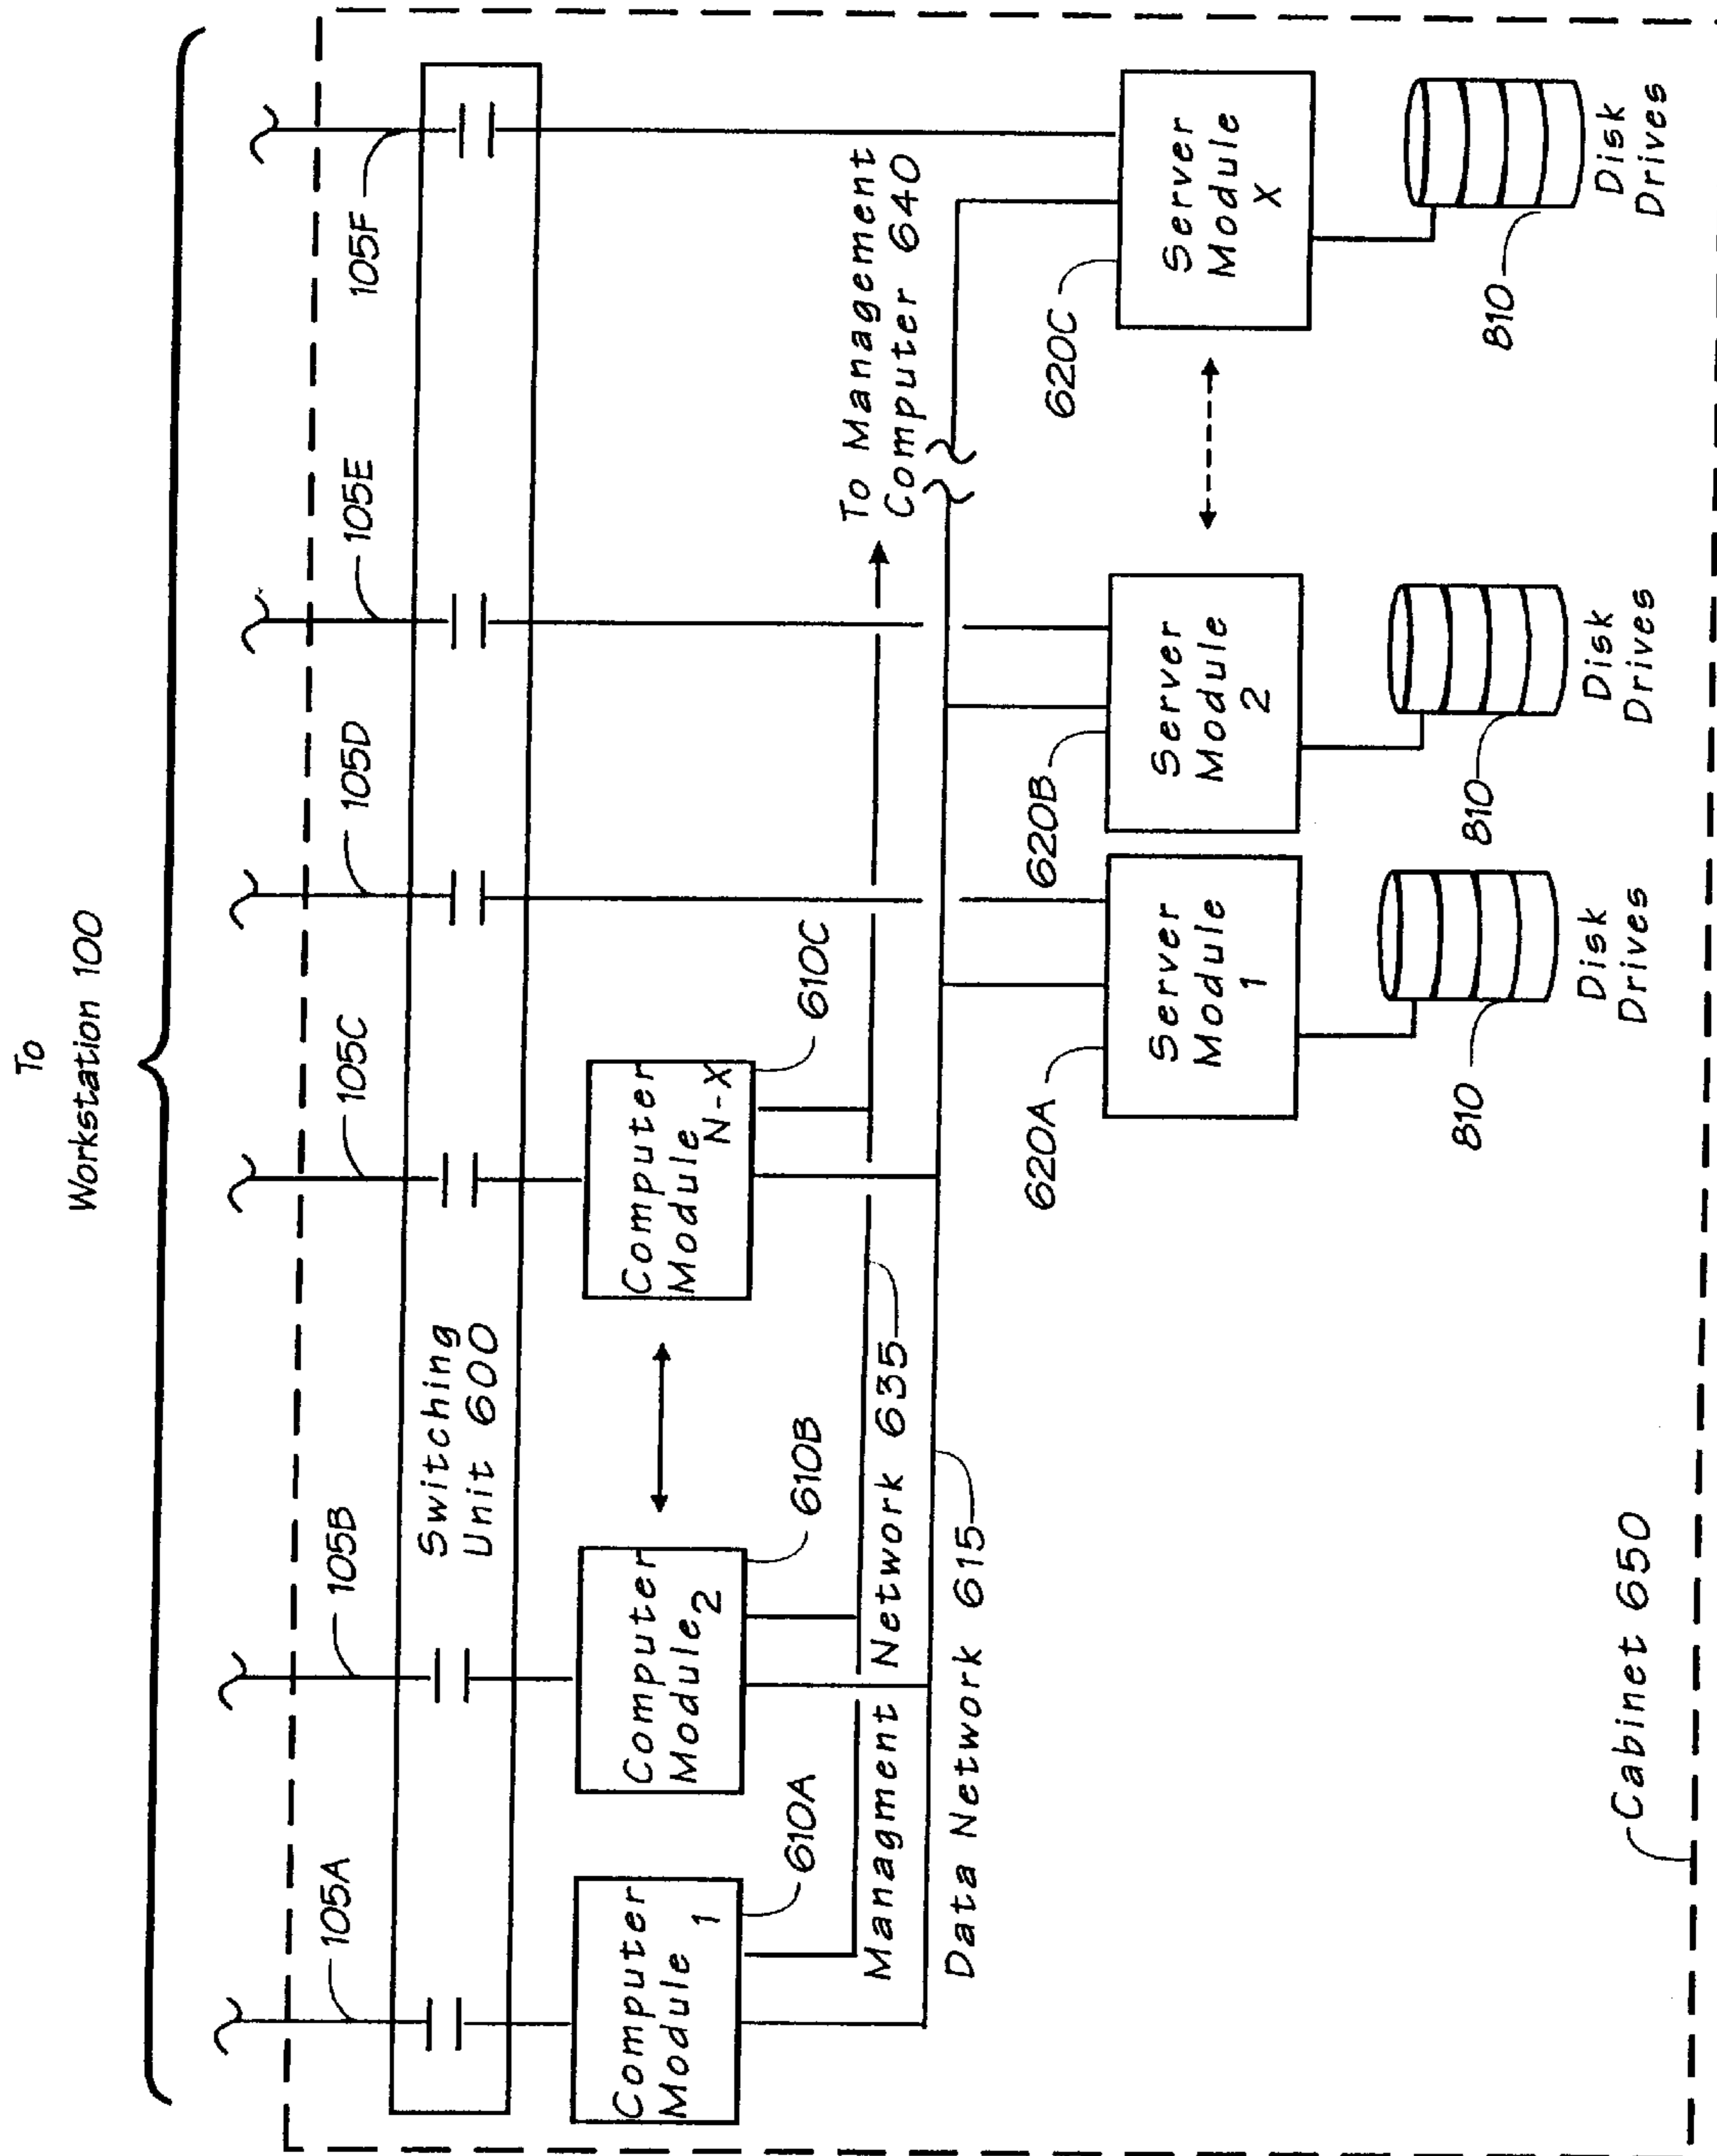 To
Workstation 100
105A
105B
105C
105D
105E
105F
Switching
Unit 600
Computer
Module 1
610A
Computer
Module 2
610B
Computer
Module N-X
610C
To Management
Computer 640
Managment Network 635
Data Network 615
620A
Server
Module
1
620B
Server
Module
2
620C
Server
Module
X
810
Disk
Drives
810
Disk
Drives
810
Disk
Drives
Cabinet 650